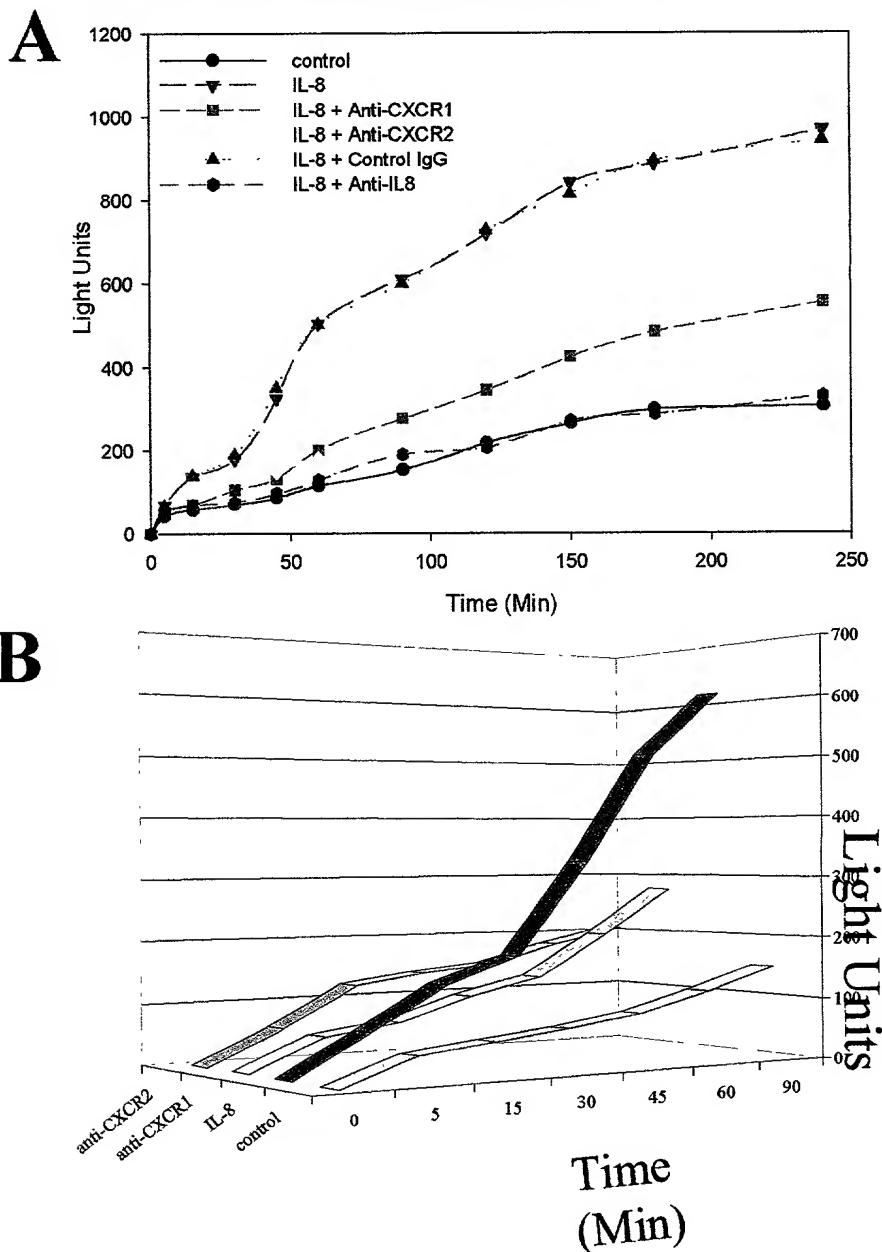 A
1200
1000
800
600
400
200
0
Light Units
control
IL-8
IL-8 + Anti-CXCR1
IL-8 + Anti-CXCR2
IL-8 + Control IgG
IL-8 + Anti-IL8
0 50 100 150 200 250
Time (Min)
B
700
600
500
400
300
200
100
0
Light Units
anti-CXCR2
anti-CXCR1
IL-8
control
0 5 15 30 45 60 90
Time
(Min)